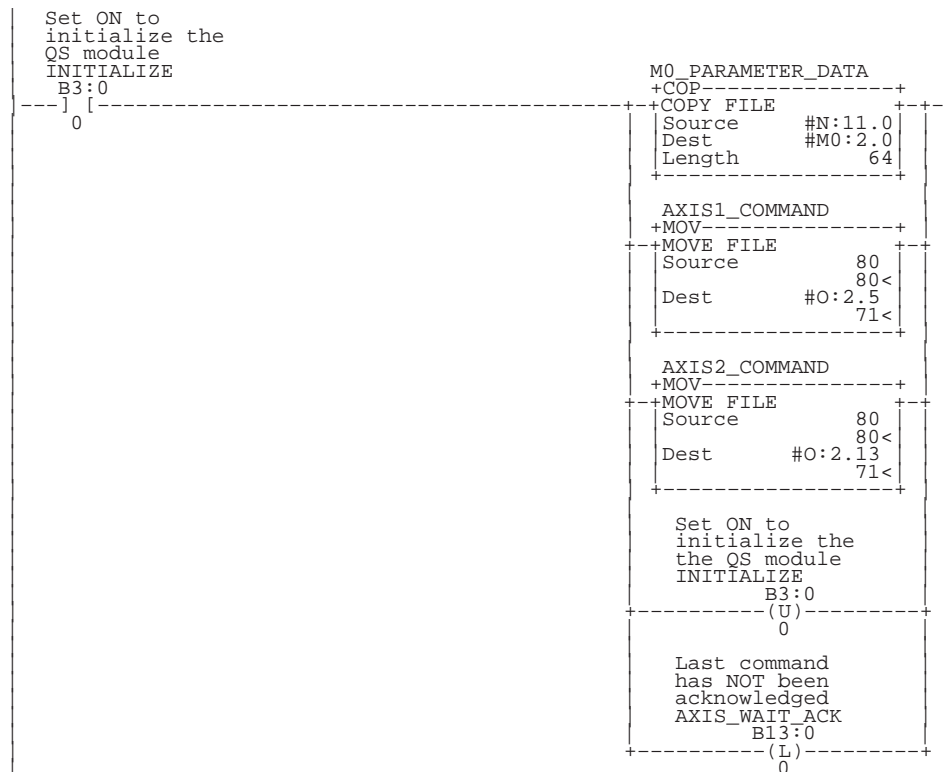 Set ON to
initialize the
QS module
INITIALIZE
B3:0
] [
0
M0_PARAMETER_DATA
COP
COPY FILE
Source #N:11.0
Dest #M0:2.0
Length 64
AXIS1_COMMAND
MOV
MOVE FILE
Source 80
80<
Dest #O:2.5
71<
AXIS2_COMMAND
MOV
MOVE FILE
Source 80
80<
Dest #O:2.13
71<
Set ON to
initialize the
the QS module
INITIALIZE
B3:0
(U)
0
Last command
has NOT been
acknowledged
AXIS_WAIT_ACK
B13:0
(L)
0